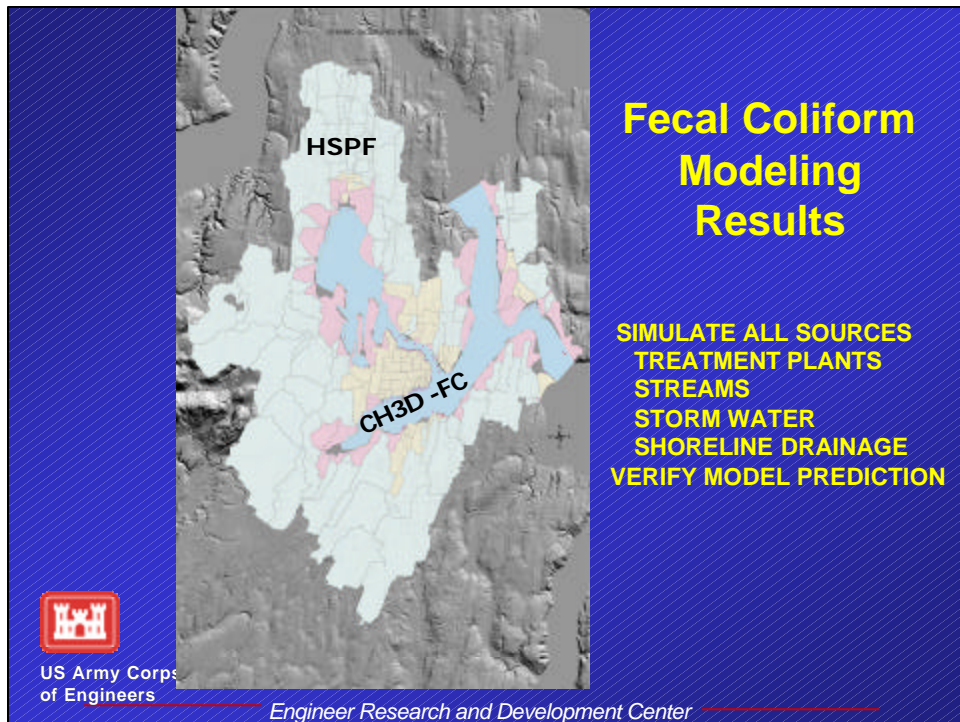 HSPF
CH3D -FC
Fecal Coliform
Modeling
Results
SIMULATE ALL SOURCES
TREATMENT PLANTS
STREAMS
STORM WATER
SHORELINE DRAINAGE
VERIFY MODEL PREDICTION
US Army Corps
of Engineers
Engineer Research and Development Center